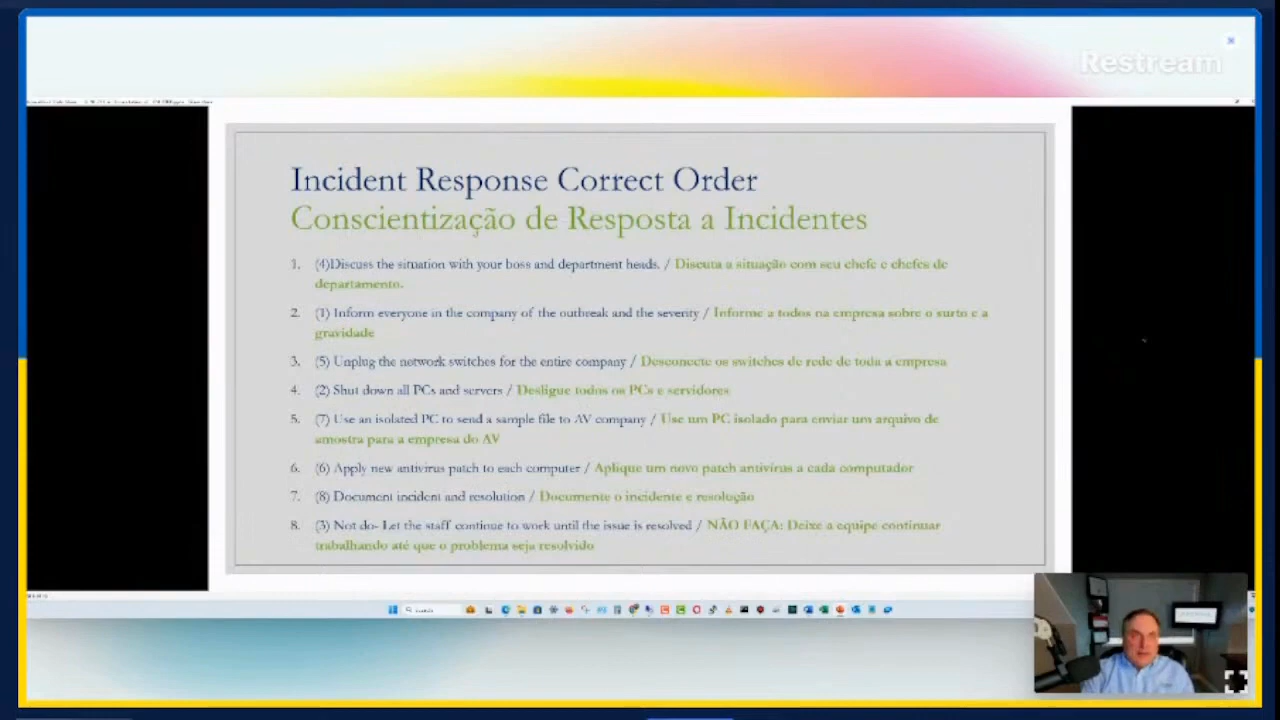 Restream
Incident Response Correct Order
Conscientização de Resposta a Incidentes
1. (4)Discuss the situation with your boss and department heads. / Discuta a situação com seu chefe e chefes de
departamento.
2. (1) Inform everyone in the company of the outbreak and the severity / Informe a todos na empresa sobre o surto e a
gravidade
3. (5) Unplug the network switches for the entire company / Desconecte os switches de rede de toda a empresa
4. (2) Shut down all PCs and servers / Desligue todos os PCs e servidores
5. (7) Use an isolated PC to send a sample file to AV company / Use um PC isolado para enviar um arquivo de
amostra para a empresa do AV
6. (6) Apply new antivirus patch to each computer / Aplique um novo patch antivírus a cada computador
7. (8) Document incident and resolution / Documente o incidente e resolução
8. (3) Not do- Let the staff continue to work until the issue is resolved / NÃO FAÇA: Deixe a equipe continuar
trabalhando até que o problema seja resolvido
Search